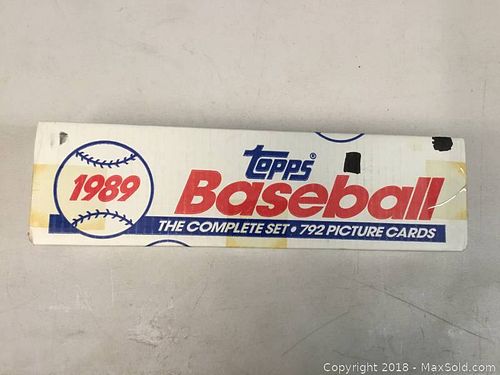 TOPPS®
1989
Baseball
THE COMPLETE SET • 792 PICTURE CARDS
Copyright 2018 - MaxSold.com